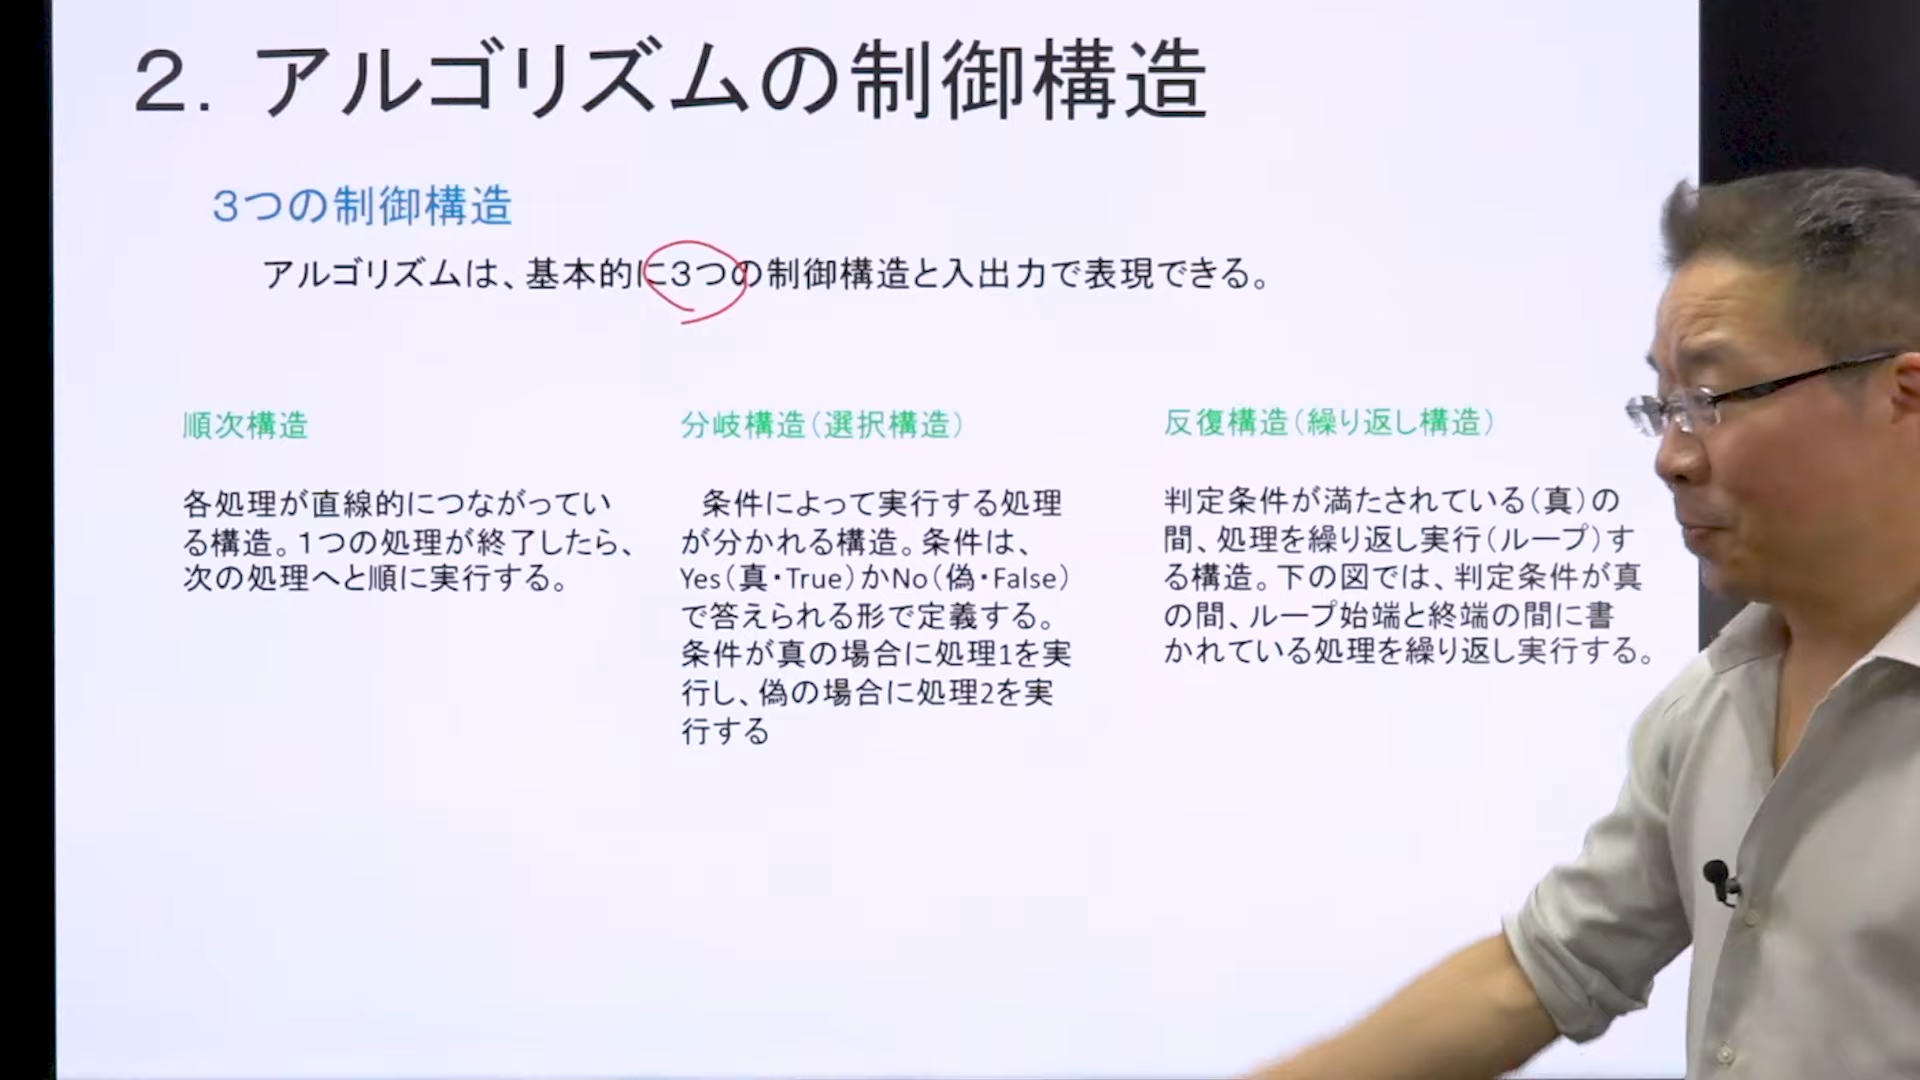 ２．アルゴリズムの制御構造
３つの制御構造
アルゴリズムは、基本的に３つの制御構造と入出力で表現できる。
順次構造
各処理が直線的につながってい
る構造。１つの処理が終了したら、
次の処理へと順に実行する。
分岐構造（選択構造）
条件によって実行する処理
が分かれる構造。条件は、
Yes（真・True）かNo（偽・False）
で答えられる形で定義する。
条件が真の場合に処理1を実
行し、偽の場合に処理2を実
行する
反復構造（繰り返し構造）
判定条件が満たされている（真）の
間、処理を繰り返し実行（ループ）す
る構造。下の図では、判定条件が真
の間、ループ始端と終端の間に書
かれている処理を繰り返し実行する。